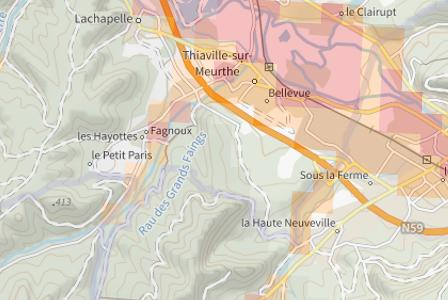 le Clairupt
Lachapelle
Thiaville-sur-
Meurthe
Bellevue
Fagnoux
les Hayottes
le Petit Paris
Rau des Grands Faings
Sous la Ferme
.413
la Haute Neuveville
N59